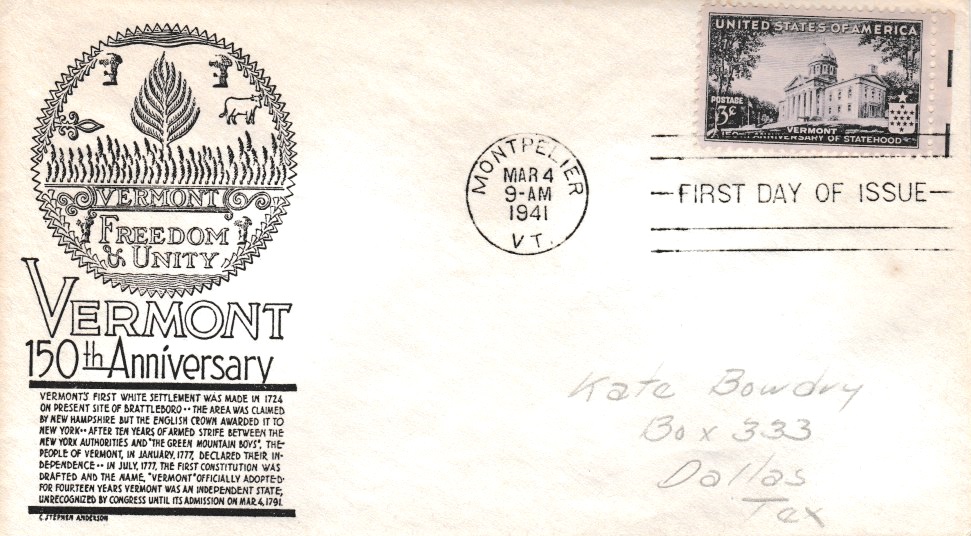 VERMONT
FREEDOM
& UNITY
VERMONT
150th Anniversary
VERMONT'S FIRST WHITE SETTLEMENT WAS MADE IN 1724
ON PRESENT SITE OF BRATTLEBORO•• THE AREA WAS CLAIMED
BY NEW HAMPSHIRE BUT THE ENGLISH CROWN AWARDED IT TO
NEW YORK•• AFTER TEN YEARS OF ARMED STRIFE BETWEEN THE
NEW YORK AUTHORITIES AND "THE GREEN MOUNTAIN BOYS", THE
PEOPLE OF VERMONT, IN JANUARY, 1777, DECLARED THEIR IN-
DEPENDENCE•• IN JULY, 1777, THE FIRST CONSTITUTION WAS
DRAFTED AND THE NAME, "VERMONT" OFFICIALLY ADOPTED•
FOR FOURTEEN YEARS VERMONT WAS AN INDEPENDENT STATE,
UNRECOGNIZED BY CONGRESS UNTIL ITS ADMISSION ON MAR. 4, 1791.
C. STEPHEN ANDERSON
MONTPELIER
MAR 4
9-AM
1941
VT.
UNITED STATES OF AMERICA
POSTAGE
3¢
VERMONT
ANNIVERSARY OF STATEHOOD
FIRST DAY OF ISSUE
Kate Bowdry
Box 333
Dallas
Tex